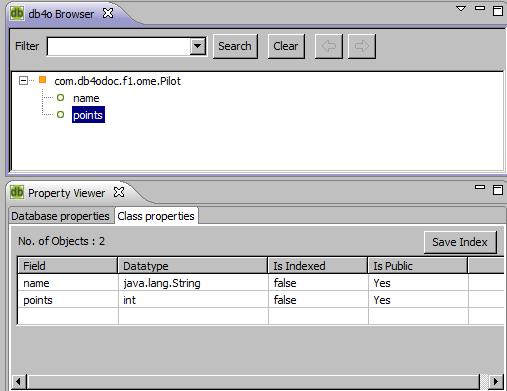 db4o Browser
Filter Search Clear
com.db4odoc.f1.ome.Pilot
name
points
Property Viewer
Database properties Class properties
No. of Objects : 2 Save Index
Field Datatype Is Indexed Is Public
name java.lang.String false Yes
points int false Yes